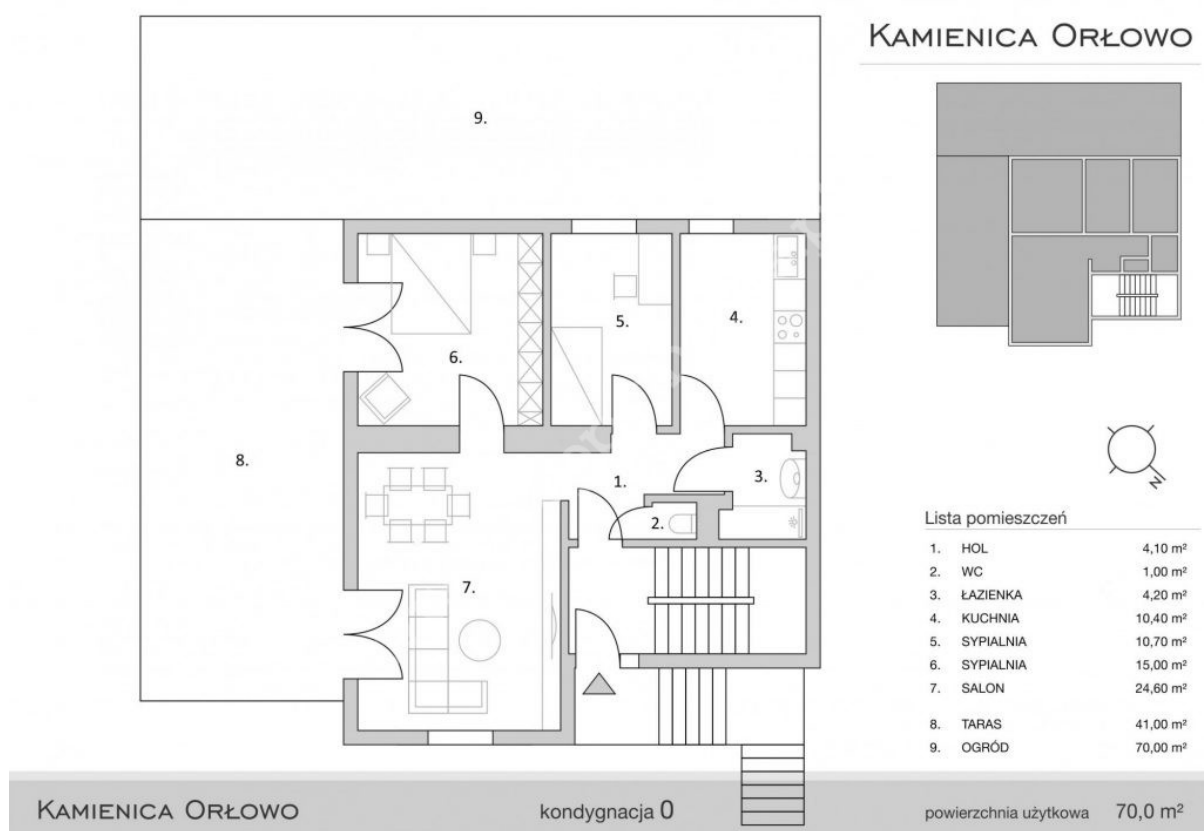 KAMIENICA ORŁOWO
9.
8.
6.
5.
4.
3.
1.
2.
7.
N
Lista pomieszczeń
1. HOL 4,10 m²
2. WC 1,00 m²
3. ŁAZIENKA 4,20 m²
4. KUCHNIA 10,40 m²
5. SYPIALNIA 10,70 m²
6. SYPIALNIA 15,00 m²
7. SALON 24,60 m²
8. TARAS 41,00 m²
9. OGRÓD 70,00 m²
KAMIENICA ORŁOWO kondygnacja 0 powierzchnia użytkowa 70,0 m²